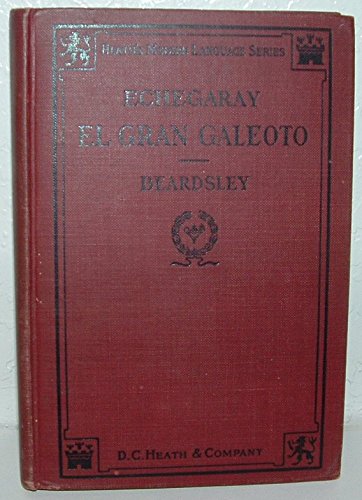 HEATH'S MODERN LANGUAGE SERIES
ECHEGARAY
EL GRAN GALEOTO
BEARDSLEY
D.C. HEATH & COMPANY